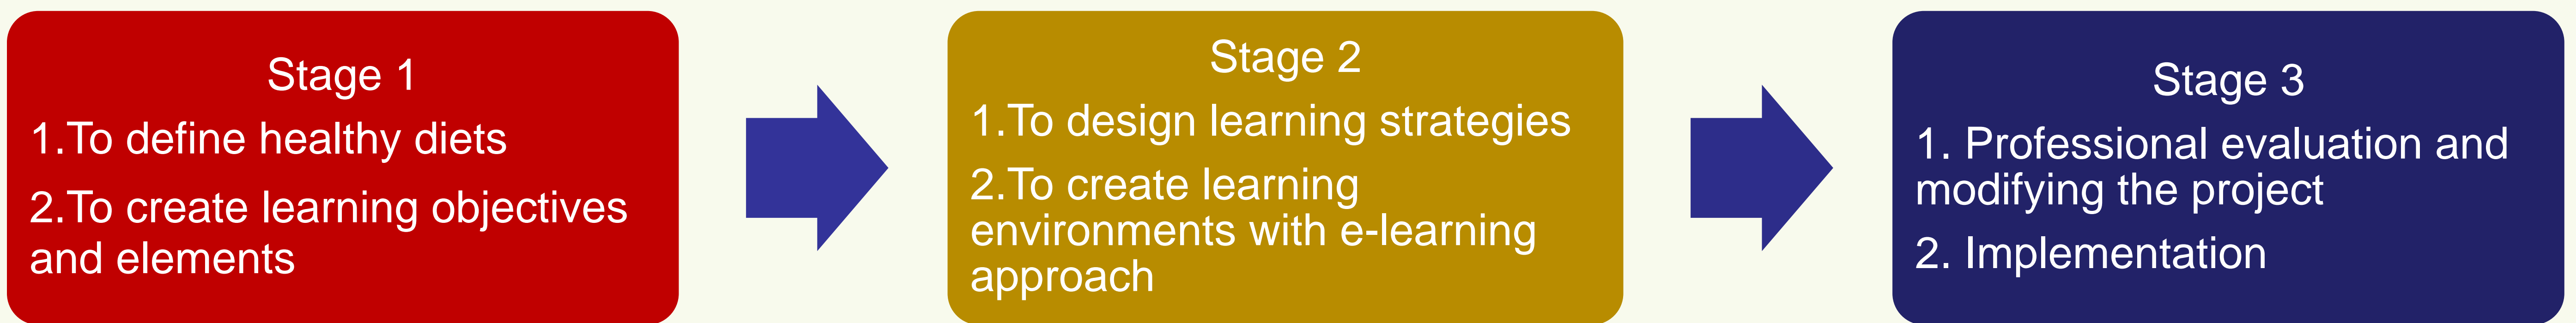 Stage 1
1.To define healthy diets
2.To create learning objectives
and elements
Stage 2
1.To design learning strategies
2.To create learning
environments with e-learning
approach
Stage 3
1. Professional evaluation and
modifying the project
2. Implementation